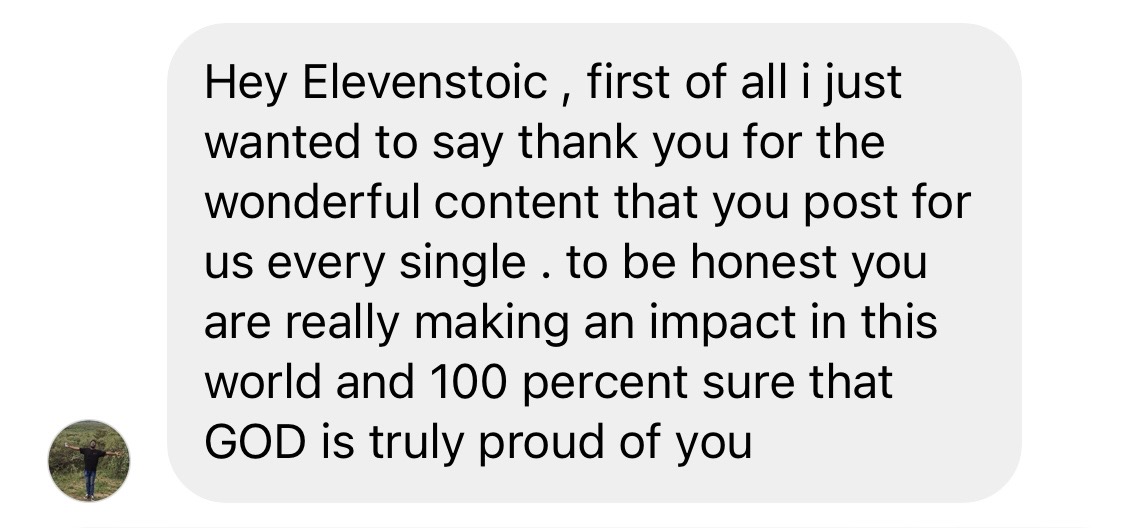 Hey Elevenstoic , first of all i just
wanted to say thank you for the
wonderful content that you post for
us every single . to be honest you
are really making an impact in this
world and 100 percent sure that
GOD is truly proud of you